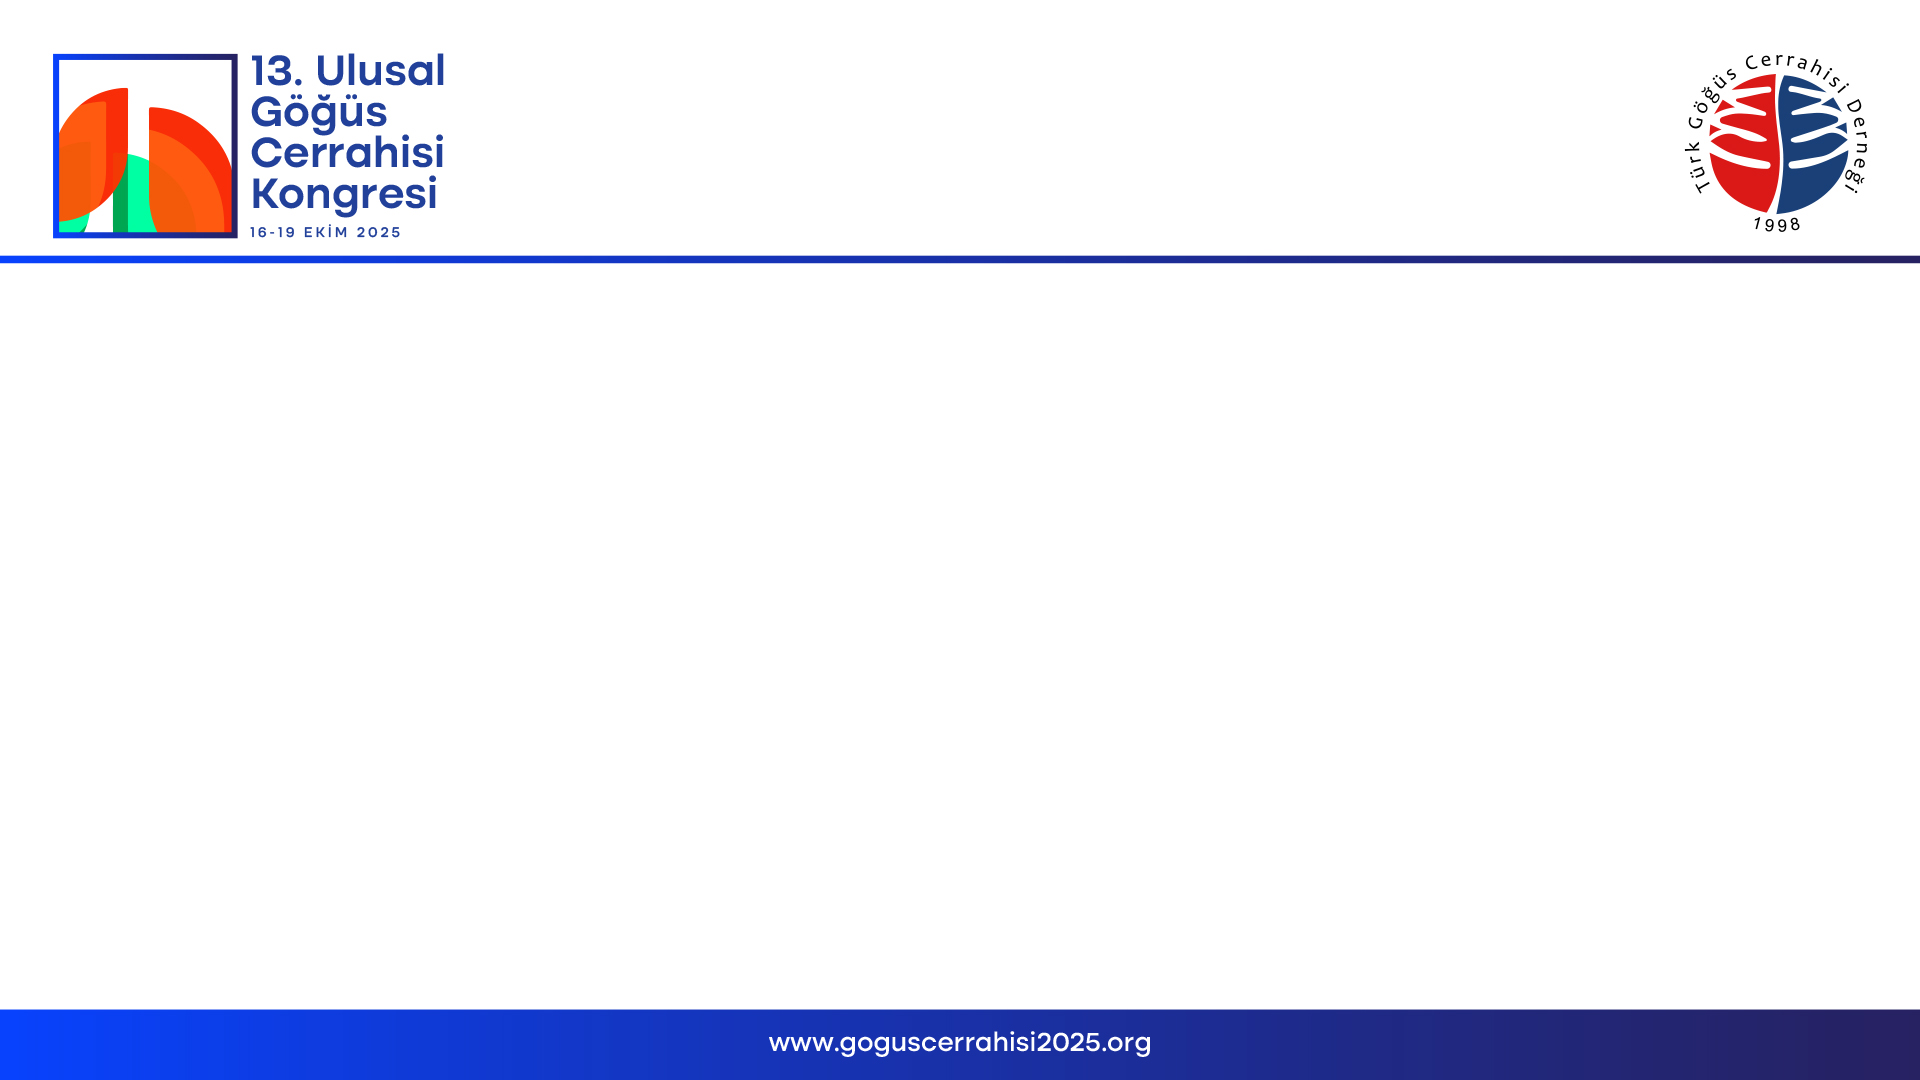 13. Ulusal
Göğüs
Cerrahisi
Kongresi
16-19 EKİM 2025
Türk Göğüs Cerrahisi Derneği
1998
www.goguscerrahisi2025.org